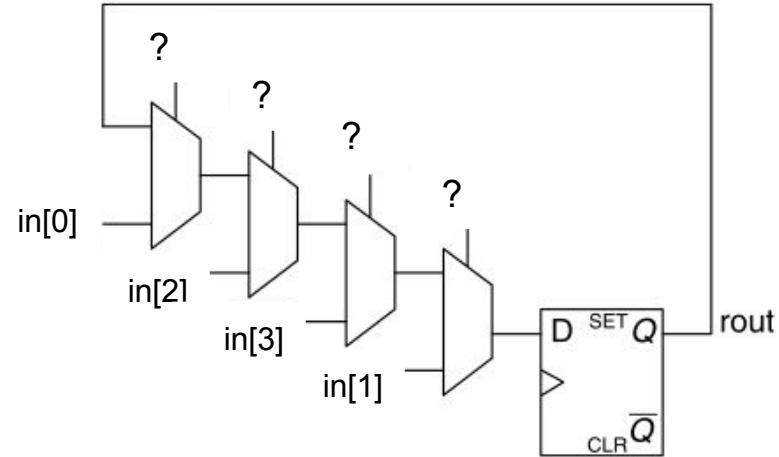 ?
?
?
?
in[0]
in[2]
in[3]
in[1]
D SET Q
rout
CLR Q̅